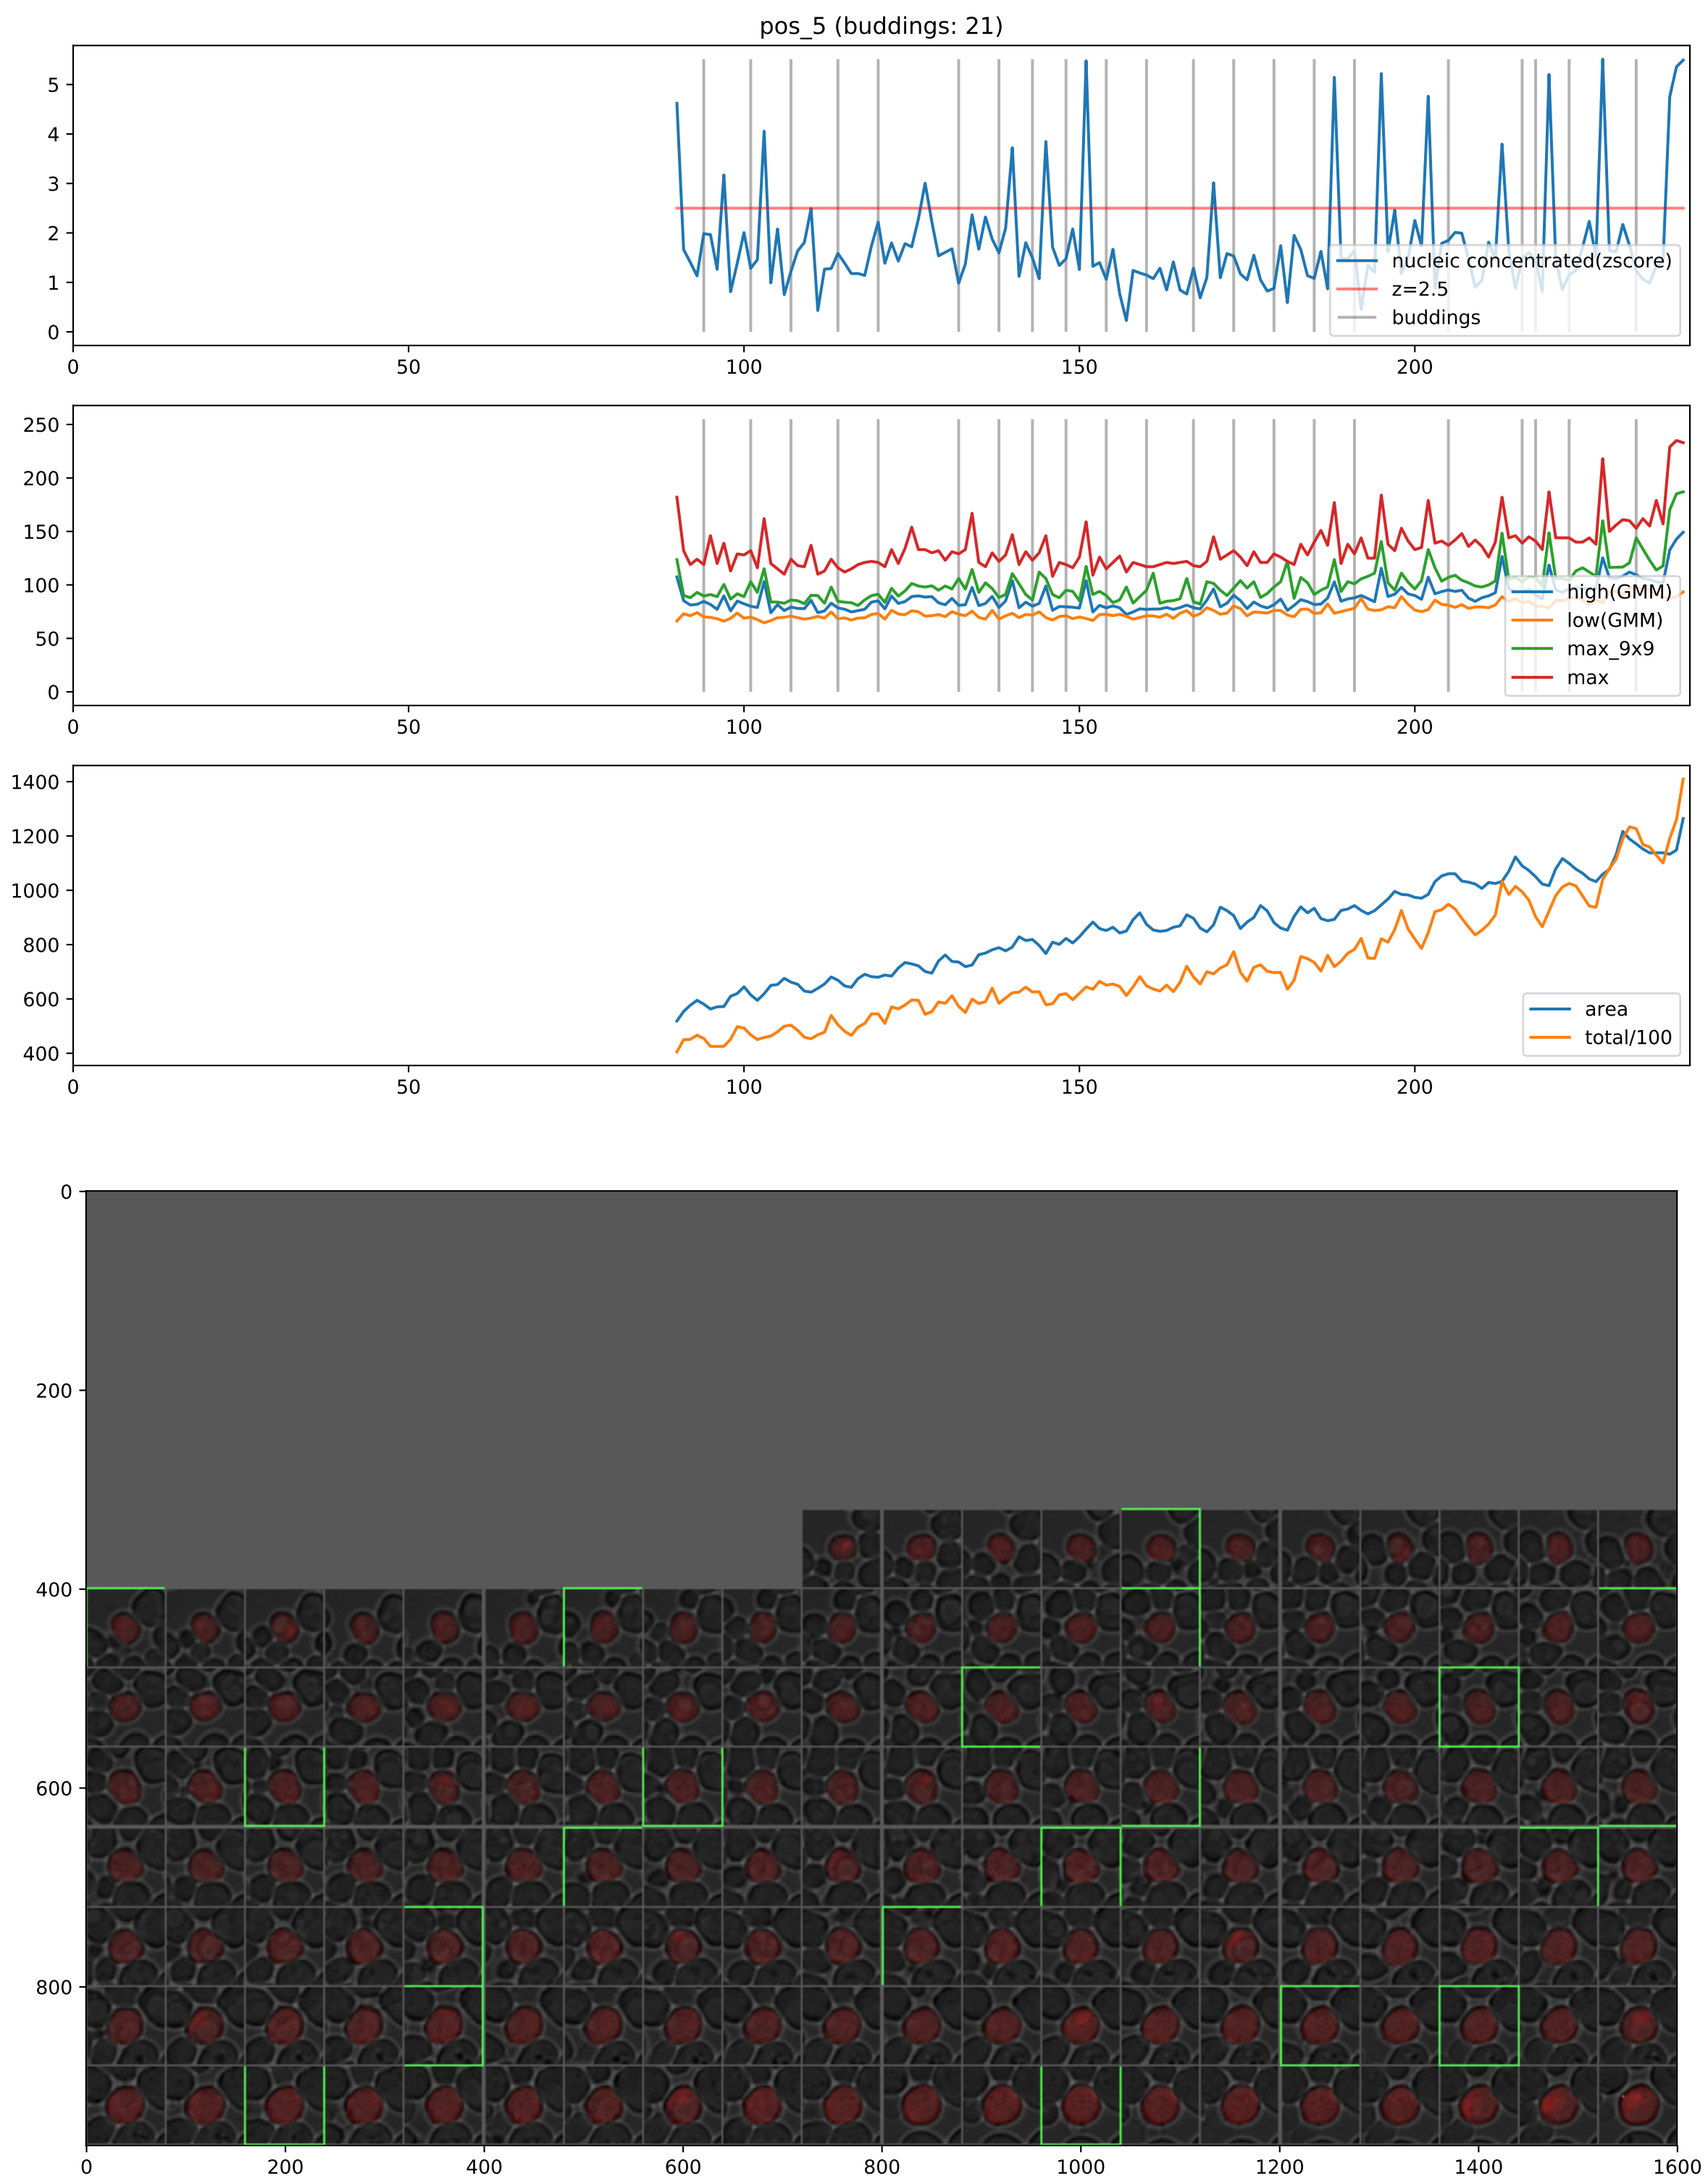 pos_5 (buddings: 21)
5
4
3
2
1
0
nucleic concentrated(zscore)
z=2.5
buddings
0 50 100 150 200
250
200
150
100
50
0
high(GMM)
low(GMM)
max_9x9
max
0 50 100 150 200
1400
1200
1000
800
600
400
area
total/100
0 50 100 150 200
0
200
400
600
800
0 200 400 600 800 1000 1200 1400 1600